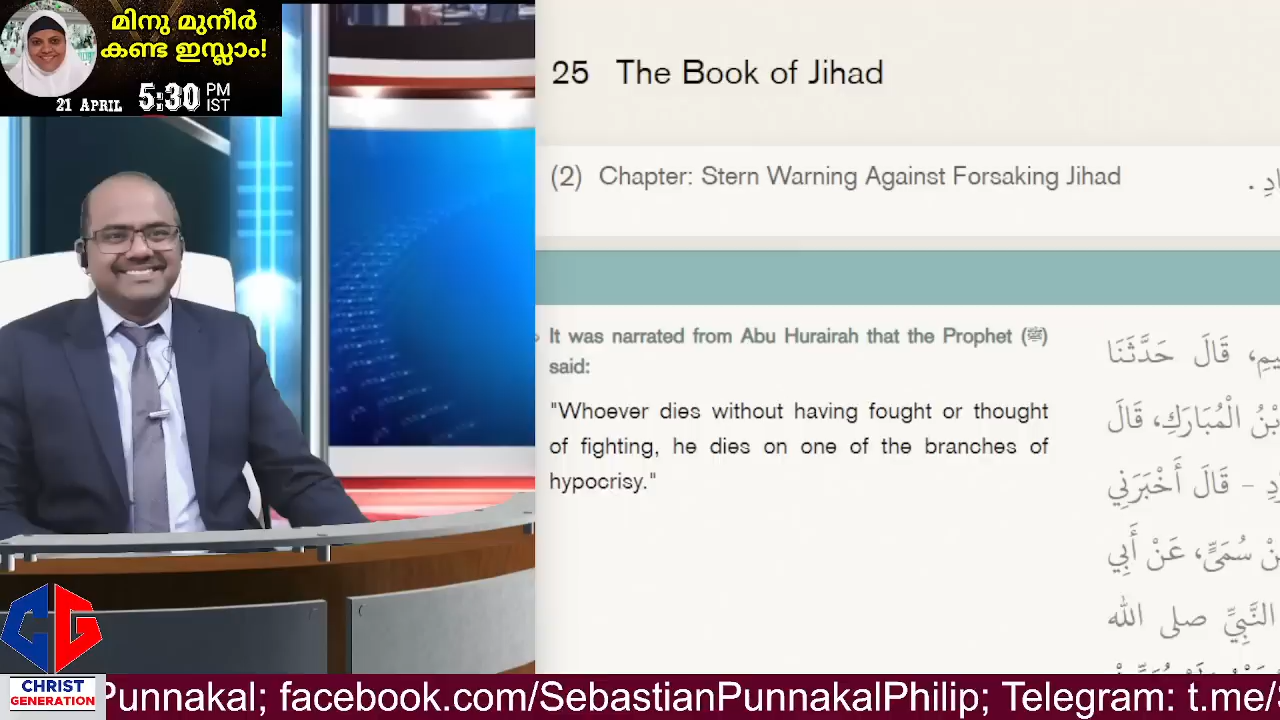 മിനു മുനീർ
കണ്ട ഇസ്ലാം!
21 APRIL 5:30 PM IST
25 The Book of Jihad
(2) Chapter: Stern Warning Against Forsaking Jihad
It was narrated from Abu Hurairah that the Prophet (ﷺ)
said:
"Whoever dies without having fought or thought
of fighting, he dies on one of the branches of
hypocrisy."
قَالَ حَدَّثَنَا
الْمُبَارَكِ، قَالَ
– قَالَ أَخْبَرَنِي
سُمَىٍّ، عَنْ أَبِي
النَّبِيِّ صلى الله
CG
CHRIST
GENERATION
Punnakal; facebook.com/SebastianPunnakalPhilip; Telegram: t.me/